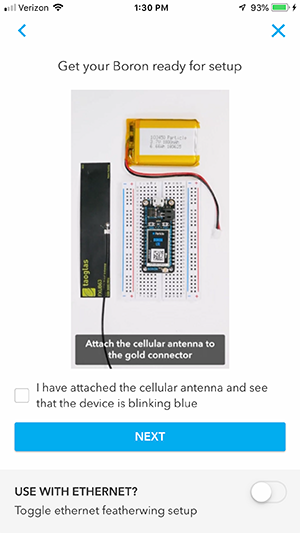 Verizon 1:30 PM 93%
Get your Boron ready for setup
taoglas
Attach the cellular antenna to
the gold connector
I have attached the cellular antenna and see
that the device is blinking blue
NEXT
USE WITH ETHERNET?
Toggle ethernet featherwing setup